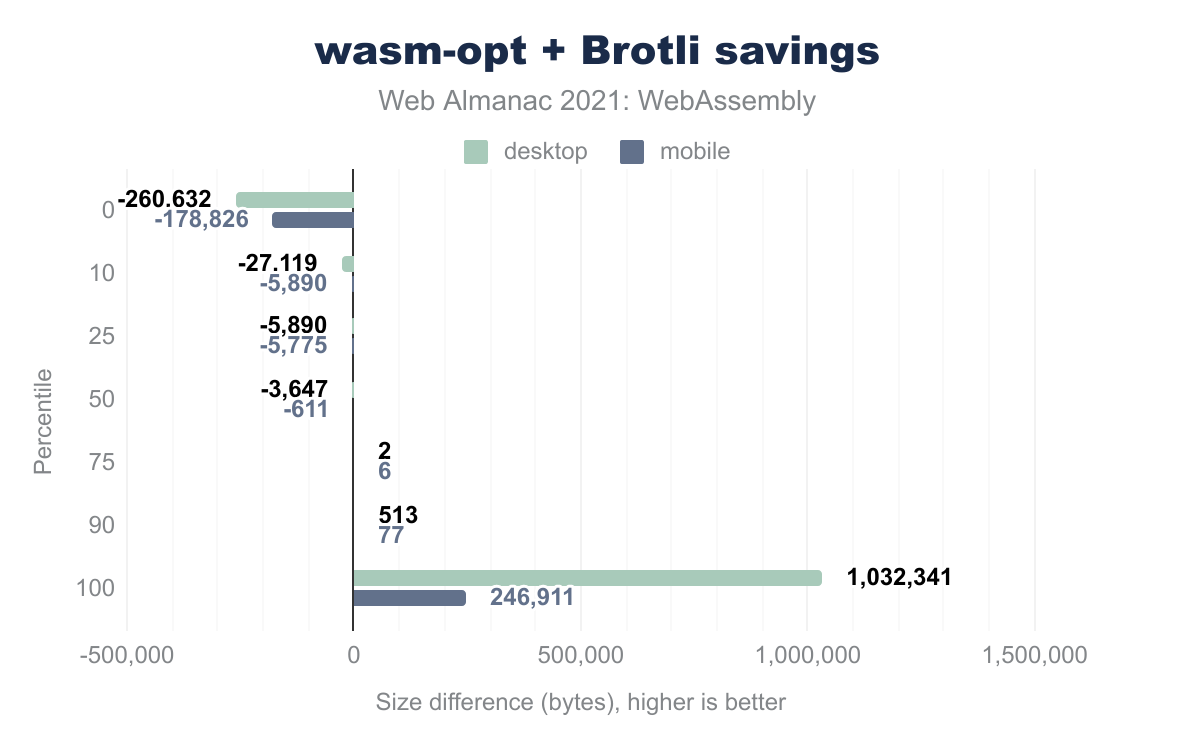 wasm-opt + Brotli savings
Web Almanac 2021: WebAssembly
desktop mobile
Percentile
0 -260.632
-178,826
10 -27.119
-5,890
25 -5,890
-5,775
50 -3,647
-611
75 2
6
90 513
77
100 1,032,341
246,911
-500,000 0 500,000 1,000,000 1,500,000
Size difference (bytes), higher is better